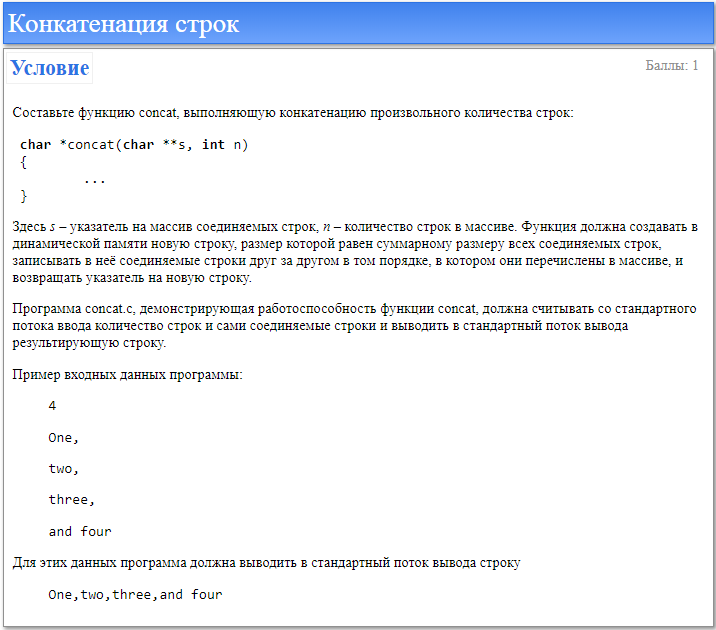 Конкатенация строк
Условие
Баллы: 1
Составьте функцию concat, выполняющую конкатенацию произвольного количества строк:
char *concat(char **s, int n)
{
...
}
Здесь s – указатель на массив соединяемых строк, n – количество строк в массиве. Функция должна создавать в
динамической памяти новую строку, размер которой равен суммарному размеру всех соединяемых строк,
записывать в неё соединяемые строки друг за другом в том порядке, в котором они перечислены в массиве, и
возвращать указатель на новую строку.
Программа concat.c, демонстрирующая работоспособность функции concat, должна считывать со стандартного
потока ввода количество строк и сами соединяемые строки и выводить в стандартный поток вывода
результирующую строку.
Пример входных данных программы:
4
One,
two,
three,
and four
Для этих данных программа должна выводить в стандартный поток вывода строку
One,two,three,and four